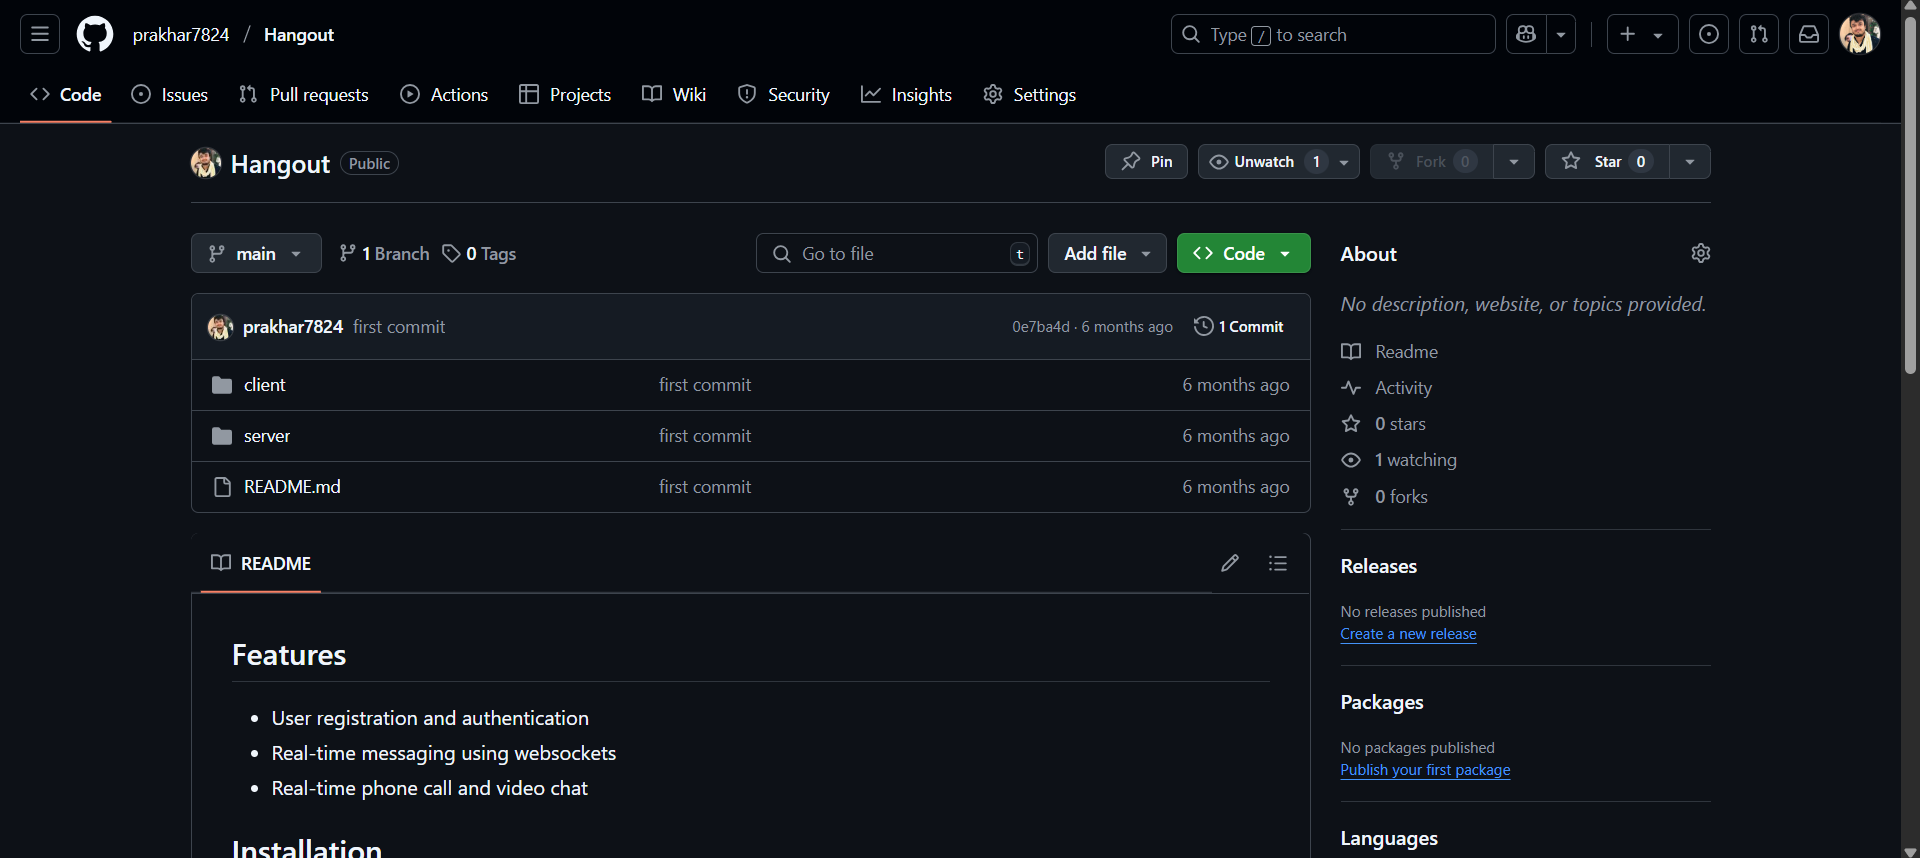 prakhar7824 / Hangout
Type / to search
Code Issues Pull requests Actions Projects Wiki Security Insights Settings
Hangout Public
Pin Unwatch 1 Fork 0 Star 0
main 1 Branch 0 Tags
Go to file t Add file Code
prakhar7824 first commit 0e7ba4d · 6 months ago 1 Commit
client first commit 6 months ago
server first commit 6 months ago
README.md first commit 6 months ago
README
Features
User registration and authentication
Real-time messaging using websockets
Real-time phone call and video chat
Installation
About
No description, website, or topics provided.
Readme
Activity
0 stars
1 watching
0 forks
Releases
No releases published
Create a new release
Packages
No packages published
Publish your first package
Languages